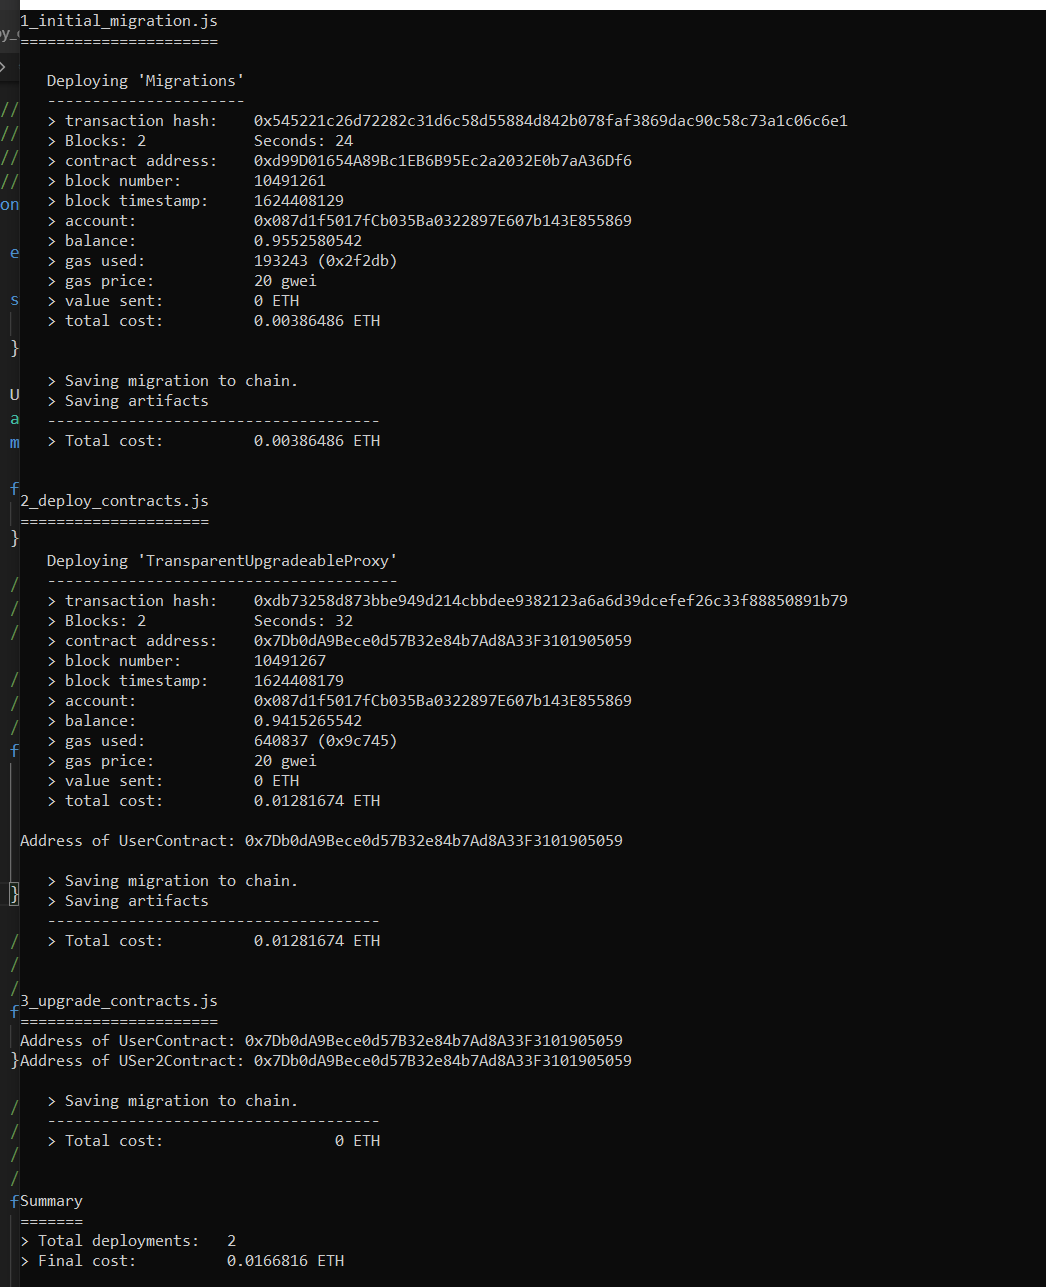 1_initial_migration.js
======================
Deploying 'Migrations'
----------------------
> transaction hash: 0x545221c26d72282c31d6c58d55884d842b078faf3869dac90c58c73a1c06c6e1
> Blocks: 2 Seconds: 24
> contract address: 0xd99D01654A89Bc1EB6B95Ec2a2032E0b7aA36Df6
> block number: 10491261
> block timestamp: 1624408129
> account: 0x087d1f5017fCb035Ba0322897E607b143E855869
> balance: 0.9552580542
> gas used: 193243 (0x2f2db)
> gas price: 20 gwei
> value sent: 0 ETH
> total cost: 0.00386486 ETH
> Saving migration to chain.
> Saving artifacts
-------------------------------------
> Total cost: 0.00386486 ETH
2_deploy_contracts.js
=====================
Deploying 'TransparentUpgradeableProxy'
---------------------------------------
> transaction hash: 0xdb73258d873bbe949d214cbbdee9382123a6a6d39dcefef26c33f88850891b79
> Blocks: 2 Seconds: 32
> contract address: 0x7Db0dA9Bece0d57B32e84b7Ad8A33F3101905059
> block number: 10491267
> block timestamp: 1624408179
> account: 0x087d1f5017fCb035Ba0322897E607b143E855869
> balance: 0.9415265542
> gas used: 640837 (0x9c745)
> gas price: 20 gwei
> value sent: 0 ETH
> total cost: 0.01281674 ETH
Address of UserContract: 0x7Db0dA9Bece0d57B32e84b7Ad8A33F3101905059
> Saving migration to chain.
> Saving artifacts
-------------------------------------
> Total cost: 0.01281674 ETH
3_upgrade_contracts.js
======================
Address of UserContract: 0x7Db0dA9Bece0d57B32e84b7Ad8A33F3101905059
Address of USer2Contract: 0x7Db0dA9Bece0d57B32e84b7Ad8A33F3101905059
> Saving migration to chain.
-------------------------------------
> Total cost: 0 ETH
Summary
=======
> Total deployments: 2
> Final cost: 0.0166816 ETH